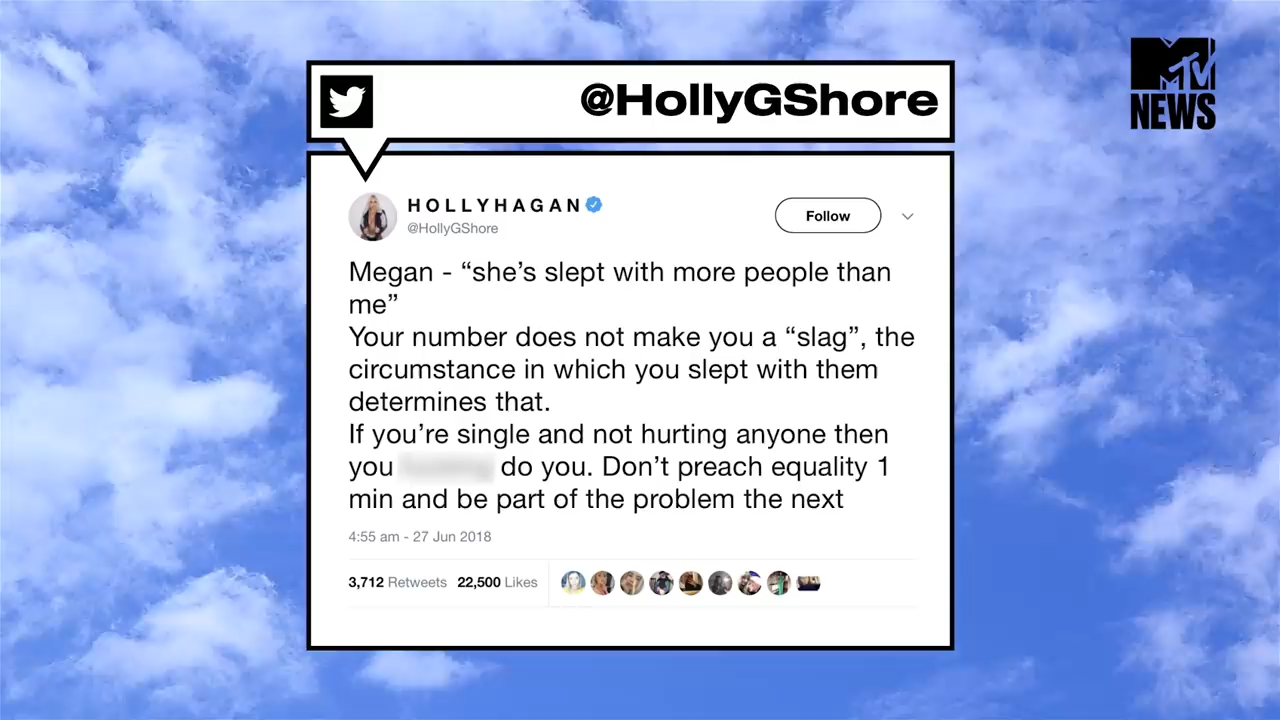 @HollyGShore
MTV
NEWS
HOLLYHAGAN
@HollyGShore
Follow
Megan - “she’s slept with more people than
me”
Your number does not make you a “slag”, the
circumstance in which you slept with them
determines that.
If you’re single and not hurting anyone then
you do you. Don’t preach equality 1
min and be part of the problem the next
4:55 am - 27 Jun 2018
3,712 Retweets 22,500 Likes